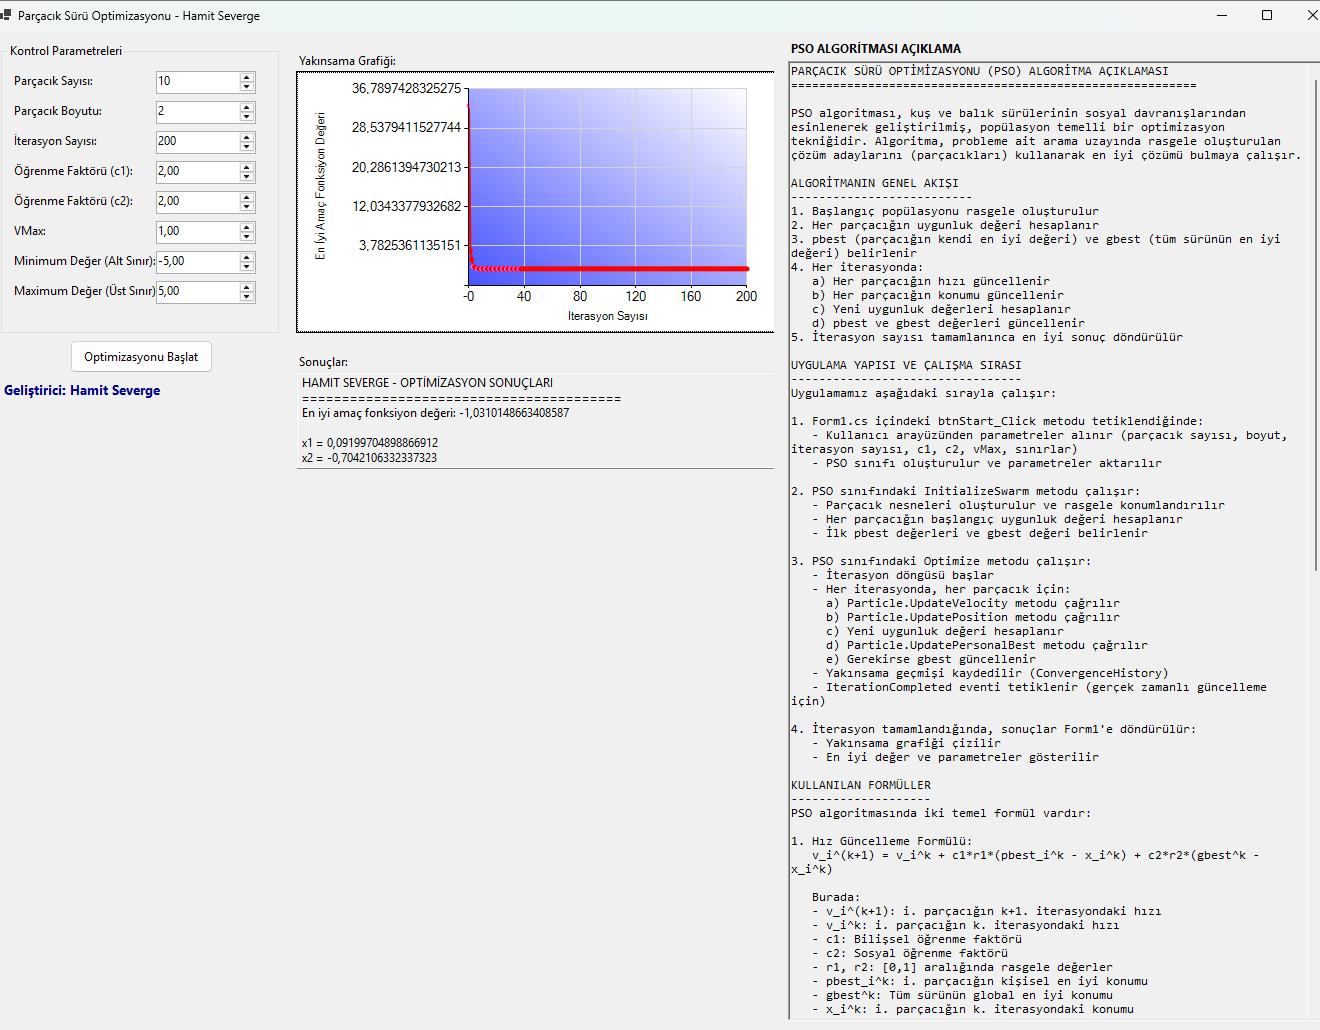 Parçacık Sürü Optimizasyonu - Hamit Severge
Kontrol Parametreleri
Parçacık Sayısı: 10
Parçacık Boyutu: 2
İterasyon Sayısı: 200
Öğrenme Faktörü (c1): 2,00
Öğrenme Faktörü (c2): 2,00
VMax: 1,00
Minimum Değer (Alt Sınır): -5,00
Maximum Değer (Üst Sınır) 5,00
Optimizasyonu Başlat
Geliştirici: Hamit Severge
Yakınsama Grafiği:
En İyi Amaç Fonksiyon Değeri
36,7897428325275
28,5379411527744
20,2861394730213
12,0343377932682
3,7825361135151
-0 40 80 120 160 200
İterasyon Sayısı
Sonuçlar:
HAMIT SEVERGE - OPTİMİZASYON SONUÇLARI
========================================
En iyi amaç fonksiyon değeri: -1,0310148663408587
x1 = 0,09199704898866912
x2 = -0,7042106332337323
PSO ALGORİTMASI AÇIKLAMA
PARÇACIK SÜRÜ OPTİMİZASYONU (PSO) ALGORİTMA AÇIKLAMASI
==========================================================
PSO algoritması, kuş ve balık sürülerinin sosyal davranışlarından
esinlenerek geliştirilmiş, popülasyon temelli bir optimizasyon
tekniğidir. Algoritma, probleme ait arama uzayında rasgele oluşturulan
çözüm adaylarını (parçacıkları) kullanarak en iyi çözümü bulmaya çalışır.
ALGORİTMANIN GENEL AKIŞI
--------------------------
1. Başlangıç popülasyonu rasgele oluşturulur
2. Her parçacığın uygunluk değeri hesaplanır
3. pbest (parçacığın kendi en iyi değeri) ve gbest (tüm sürünün en iyi
değeri) belirlenir
4. Her iterasyonda:
a) Her parçacığın hızı güncellenir
b) Her parçacığın konumu güncellenir
c) Yeni uygunluk değerleri hesaplanır
d) pbest ve gbest değerleri güncellenir
5. İterasyon sayısı tamamlanınca en iyi sonuç döndürülür
UYGULAMA YAPISI VE ÇALIŞMA SIRASI
---------------------------------
Uygulamamız aşağıdaki sırayla çalışır:
1. Form1.cs içindeki btnStart_Click metodu tetiklendiğinde:
- Kullanıcı arayüzünden parametreler alınır (parçacık sayısı, boyut,
iterasyon sayısı, c1, c2, vMax, sınırlar)
- PSO sınıfı oluşturulur ve parametreler aktarılır
2. PSO sınıfındaki InitializeSwarm metodu çalışır:
- Parçacık nesneleri oluşturulur ve rasgele konumlandırılır
- Her parçacığın başlangıç uygunluk değeri hesaplanır
- İlk pbest değerleri ve gbest değeri belirlenir
3. PSO sınıfındaki Optimize metodu çalışır:
- İterasyon döngüsü başlar
- Her iterasyonda, her parçacık için:
a) Particle.UpdateVelocity metodu çağrılır
b) Particle.UpdatePosition metodu çağrılır
c) Yeni uygunluk değeri hesaplanır
d) Particle.UpdatePersonalBest metodu çağrılır
e) Gerekirse gbest güncellenir
- Yakınsama geçmişi kaydedilir (ConvergenceHistory)
- IterationCompleted eventi tetiklenir (gerçek zamanlı güncelleme
için)
4. İterasyon tamamlandığında, sonuçlar Form1'e döndürülür:
- Yakınsama grafiği çizilir
- En iyi değer ve parametreler gösterilir
KULLANILAN FORMÜLLER
--------------------
PSO algoritmasında iki temel formül vardır:
1. Hız Güncelleme Formülü:
v_i^(k+1) = v_i^k + c1*r1*(pbest_i^k - x_i^k) + c2*r2*(gbest^k -
x_i^k)
Burada:
- v_i^(k+1): i. parçacığın k+1. iterasyondaki hızı
- v_i^k: i. parçacığın k. iterasyondaki hızı
- c1: Bilişsel öğrenme faktörü
- c2: Sosyal öğrenme faktörü
- r1, r2: [0,1] aralığında rasgele değerler
- pbest_i^k: i. parçacığın kişisel en iyi konumu
- gbest^k: Tüm sürünün global en iyi konumu
- x_i^k: i. parçacığın k. iterasyondaki konumu